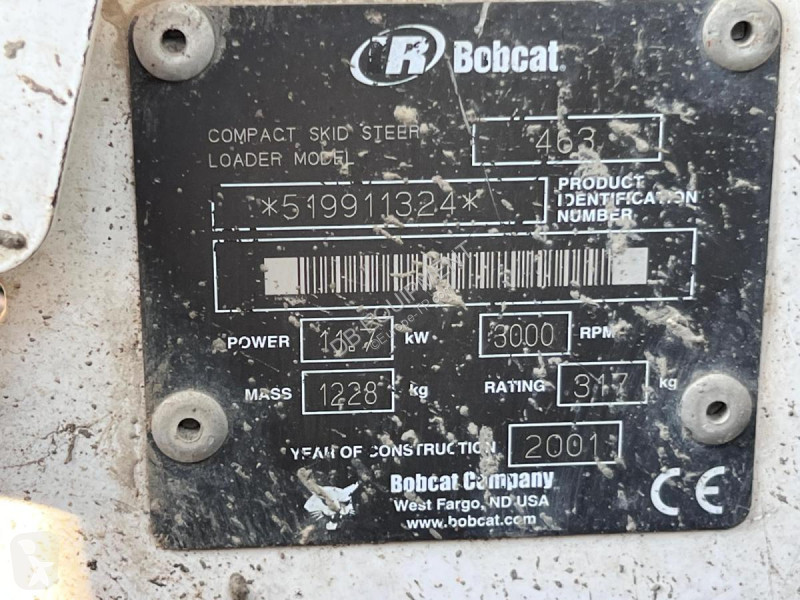 R Bobcat
COMPACT SKID STEER
LOADER MODEL
463
*519911324*
PRODUCT
IDENTIFICATION
NUMBER
POWER 11.7 kW 3000 RPM
MASS 1228 kg RATING 317 kg
YEAR OF CONSTRUCTION 2001
Bobcat Company
West Fargo, ND USA
www.bobcat.com
CE